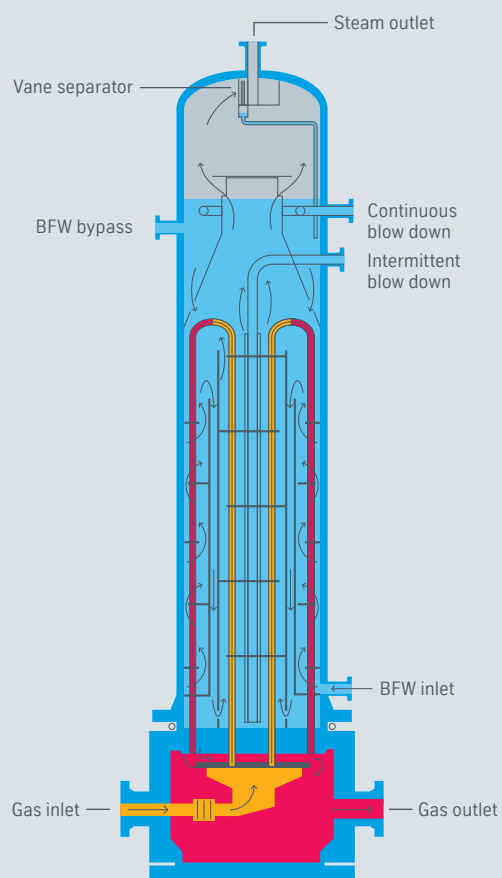 Steam outlet
Vane separator
BFW bypass
Continuous
blow down
Intermittent
blow down
BFW inlet
Gas inlet
Gas outlet